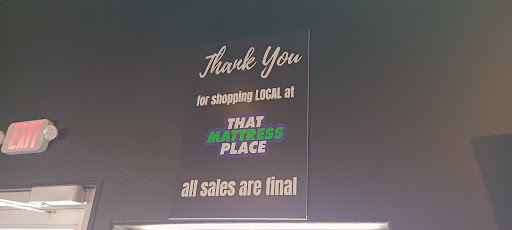 Thank You
for shopping LOCAL at
THAT
MATTRESS
PLACE
all sales are final
EXIT